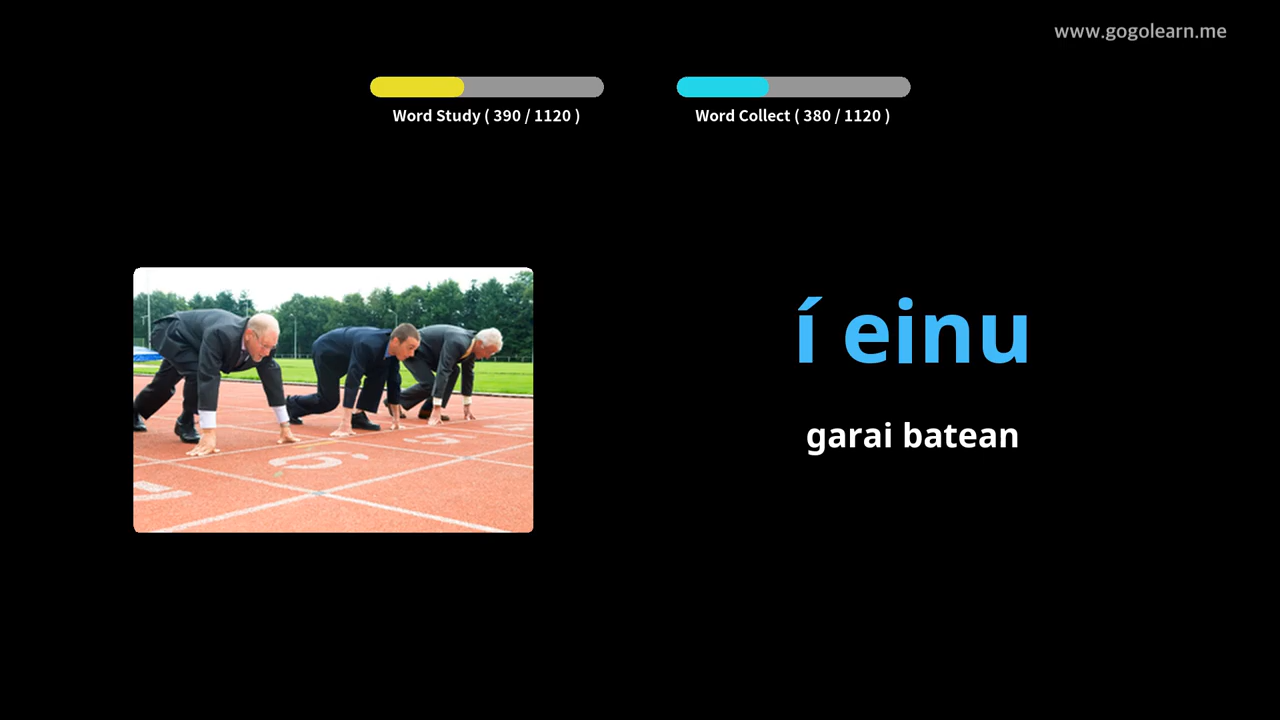 www.gogolearn.me
Word Study ( 390 / 1120 )
Word Collect ( 380 / 1120 )
í einu
garai batean